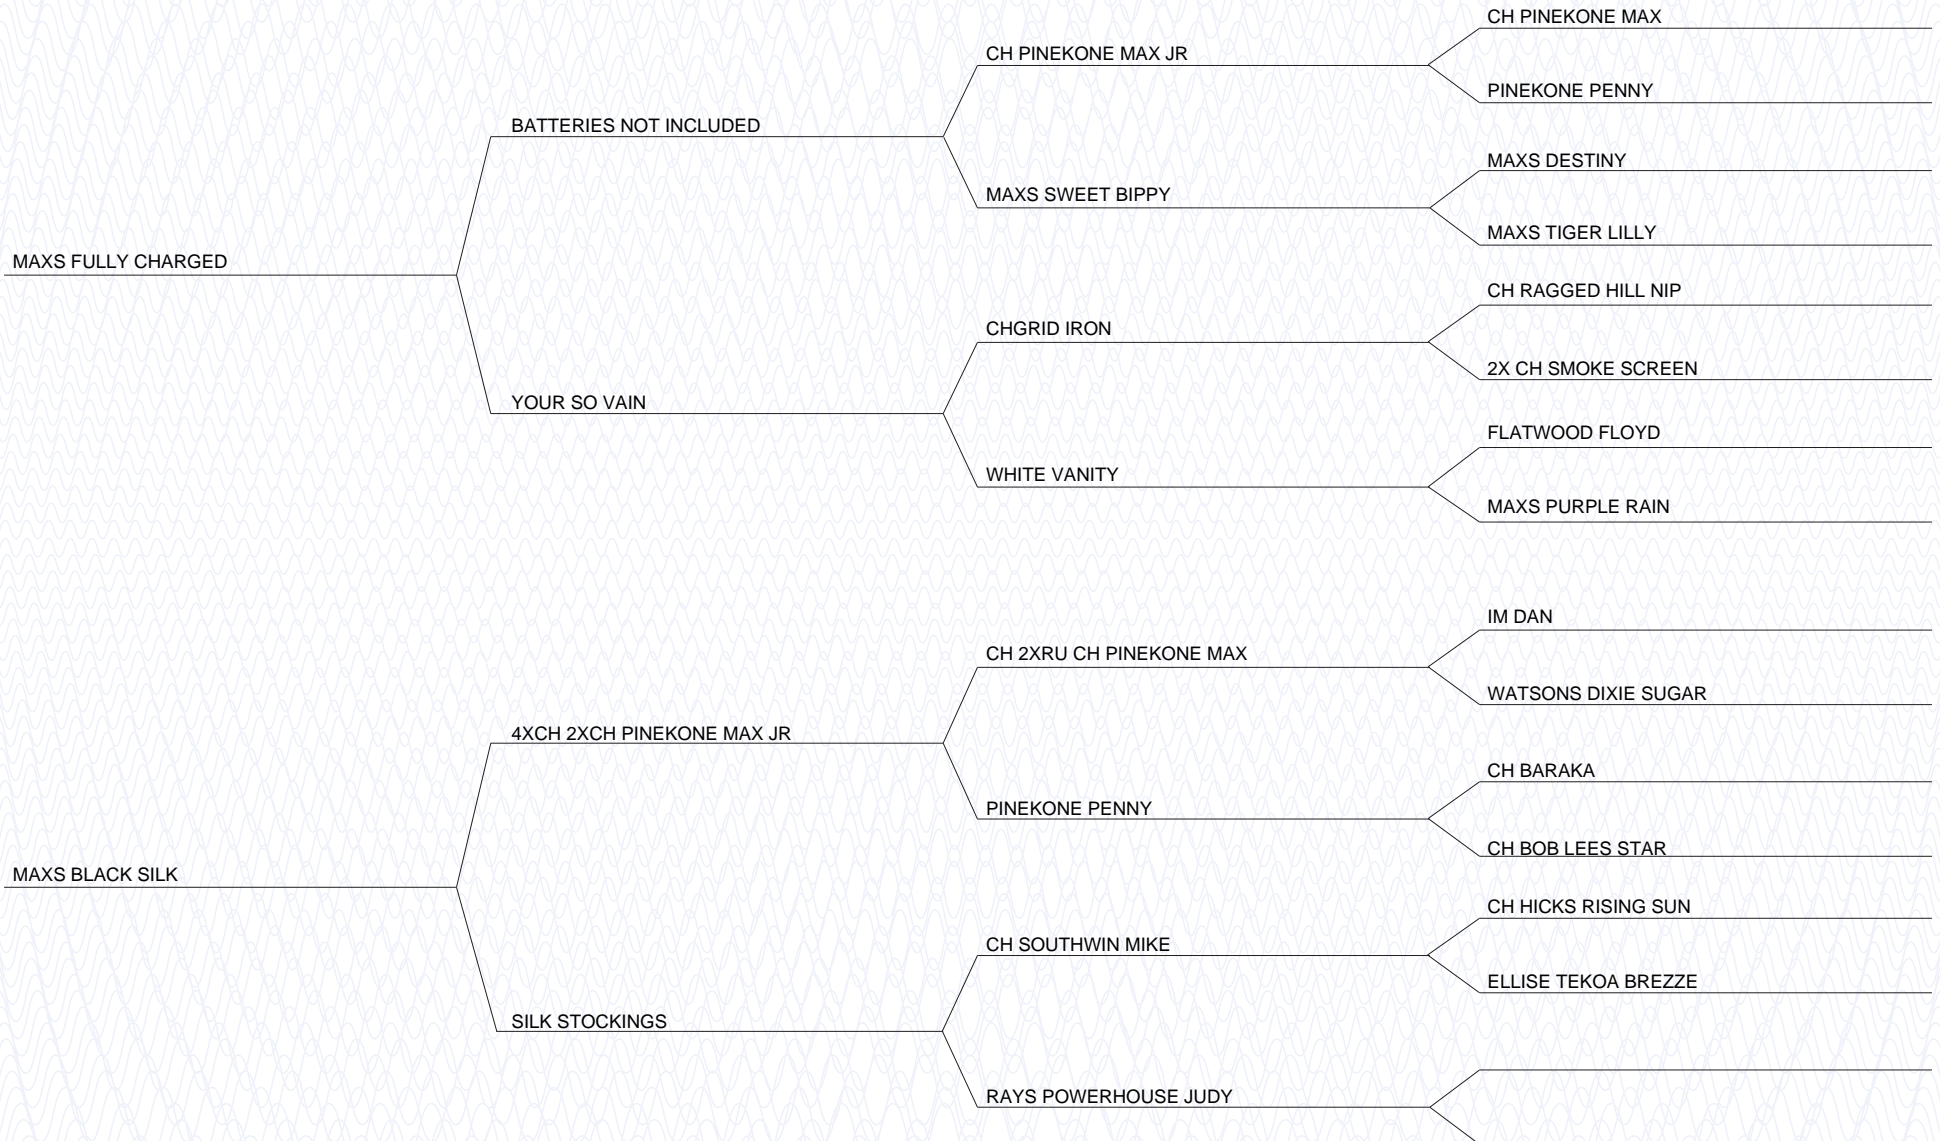 CH PINEKONE MAX
CH PINEKONE MAX JR
PINEKONE PENNY
BATTERIES NOT INCLUDED
MAXS DESTINY
MAXS SWEET BIPPY
MAXS TIGER LILLY
MAXS FULLY CHARGED
CH RAGGED HILL NIP
CHGRID IRON
2X CH SMOKE SCREEN
YOUR SO VAIN
FLATWOOD FLOYD
WHITE VANITY
MAXS PURPLE RAIN
IM DAN
CH 2XRU CH PINEKONE MAX
WATSONS DIXIE SUGAR
4XCH 2XCH PINEKONE MAX JR
CH BARAKA
PINEKONE PENNY
CH BOB LEES STAR
MAXS BLACK SILK
CH HICKS RISING SUN
CH SOUTHWIN MIKE
ELLISE TEKOA BREZZE
SILK STOCKINGS
RAYS POWERHOUSE JUDY